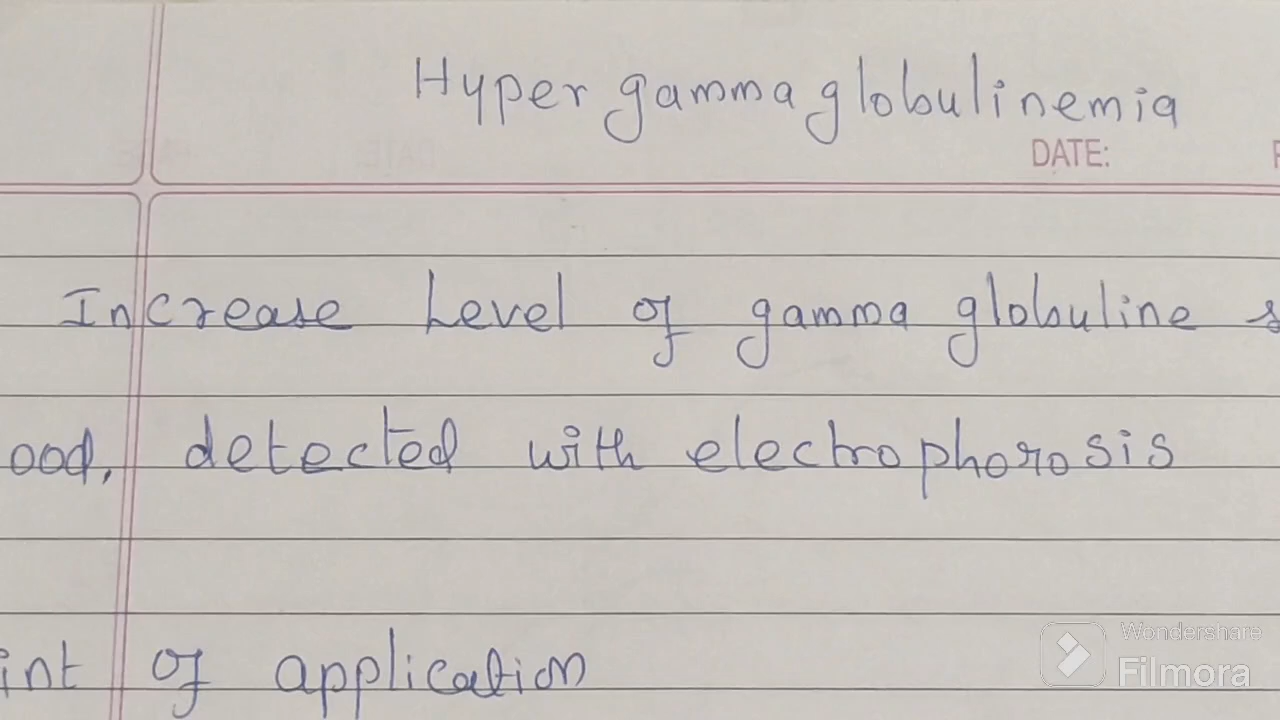 Hyper gamma globulinemia
DATE:
Increase Level of gamma globuline s
ood, detected with electrophorosis
int of application
Wondershare
Filmora